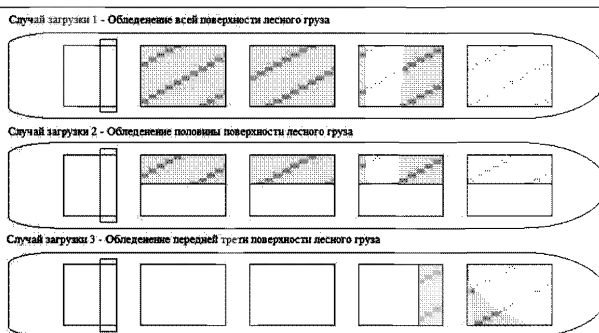 Случай загрузки 1 - Обледенение всей поверхности лесного груза
Случай загрузки 2 - Обледенение половины поверхности лесного груза
Случай загрузки 3 - Обледенение передней трети поверхности лесного груза